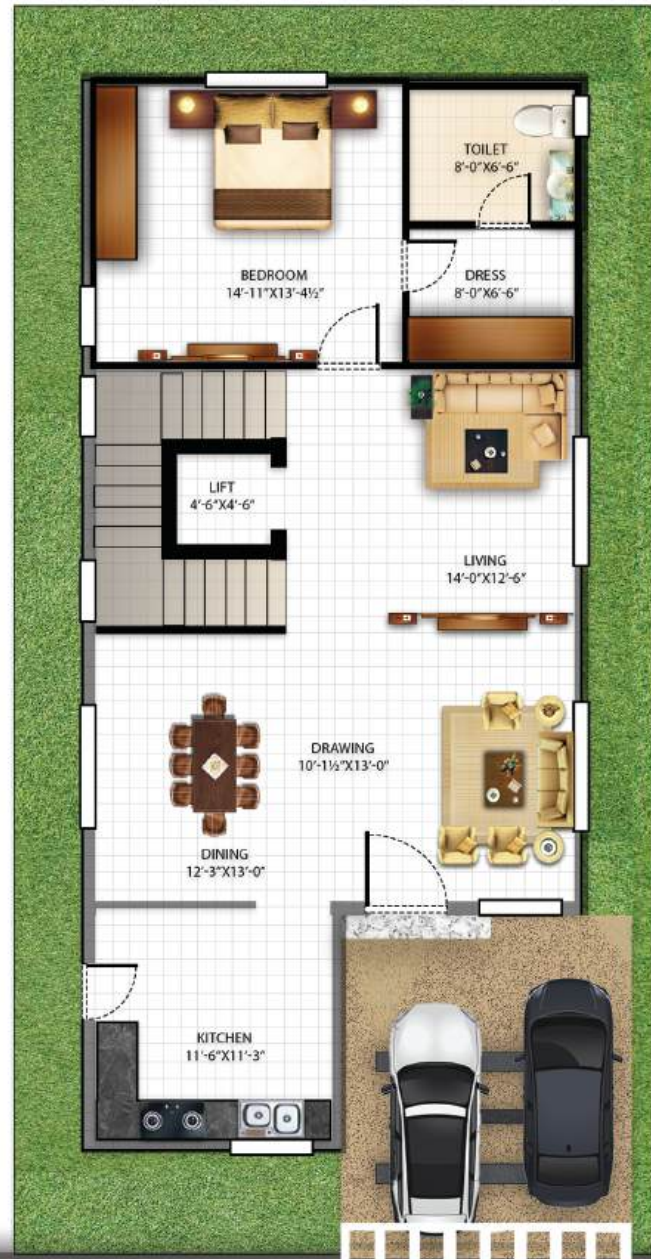 TOILET
8'-0"X6'-6"
BEDROOM
14'-11"X13'-4½"
DRESS
8'-0"X6'-6"
LIFT
4'-6"X4'-6"
LIVING
14'-0"X12'-6"
DRAWING
10'-1½"X13'-0"
DINING
12'-3"X13'-0"
KITCHEN
11'-6"X11'-3"